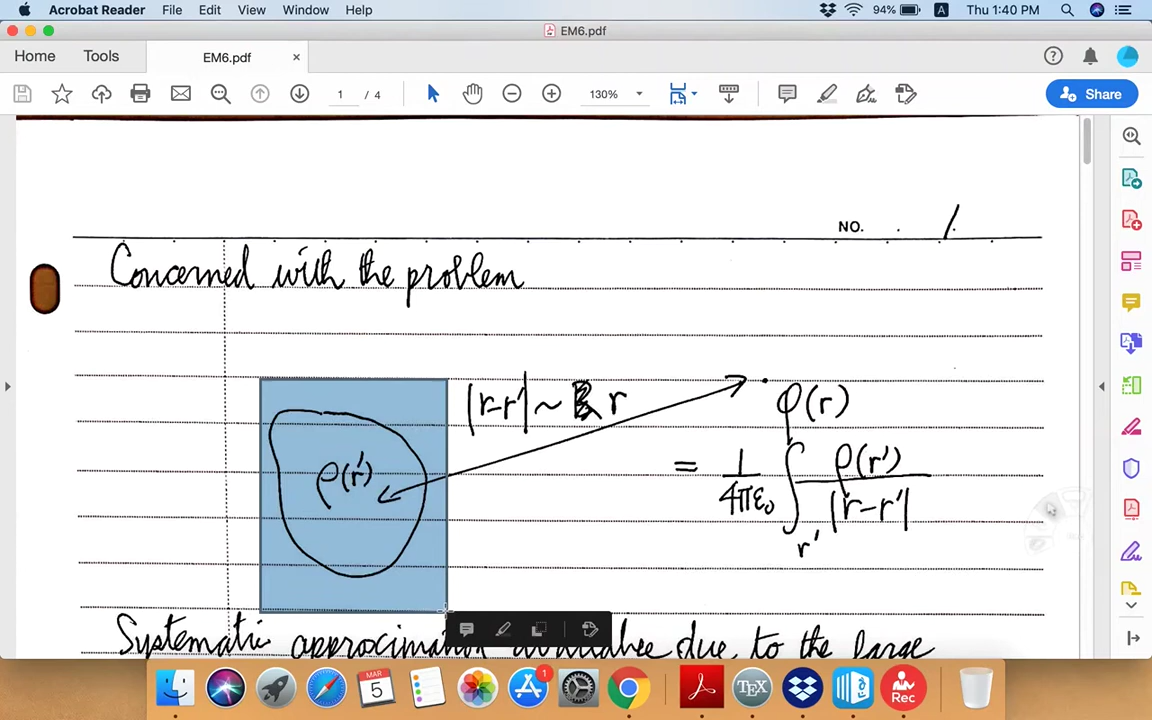 Acrobat Reader File Edit View Window Help 94% A Thu 1:40 PM
EM6.pdf
Home Tools EM6.pdf ×
1 / 4 130% Share
NO. 1.
Concerned with the problem
|r-r'| ~ r
φ(r)
ρ(r')
= 1/4πε₀ ∫r' ρ(r')/|r-r'|
Systematic approximation due to the large
MAR 5 1 TEX Rec